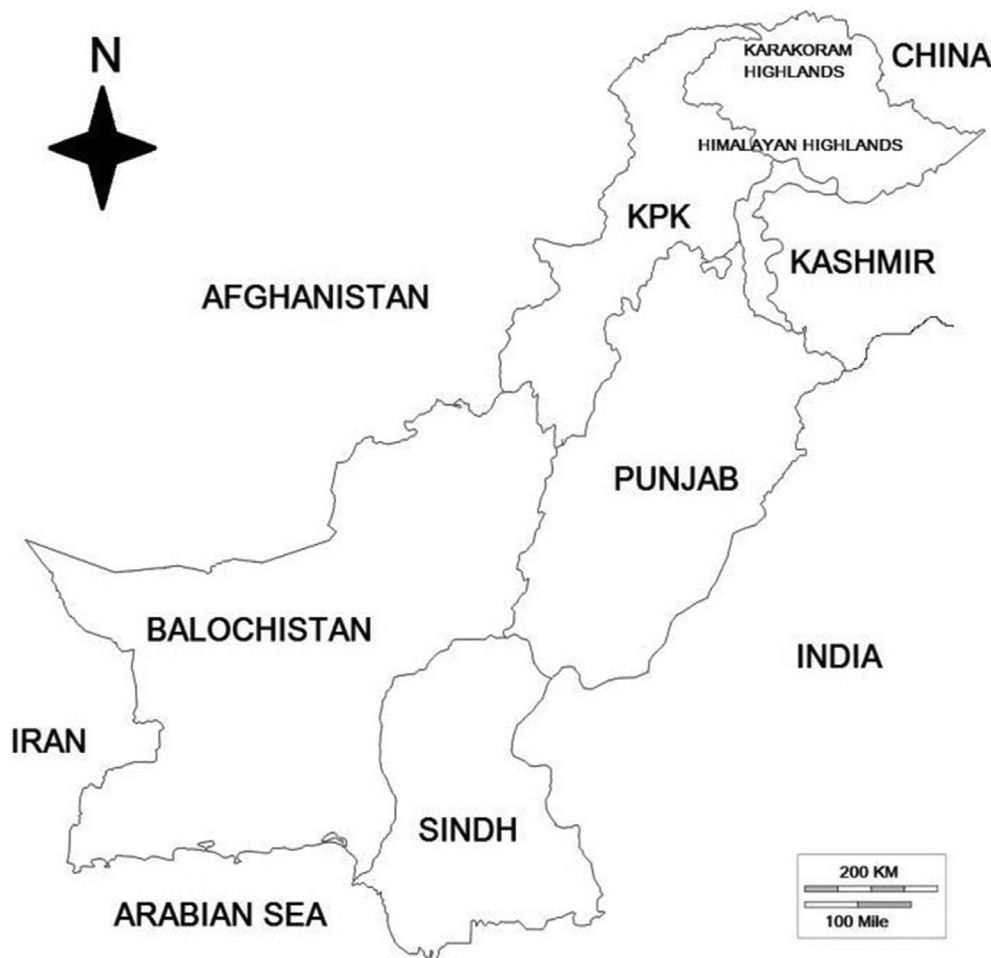 N
KARAKORAM
HIGHLANDS
CHINA
HIMALAYAN HIGHLANDS
KPK
KASHMIR
AFGHANISTAN
PUNJAB
BALOCHISTAN
INDIA
IRAN
SINDH
200 KM
100 Mile
ARABIAN SEA